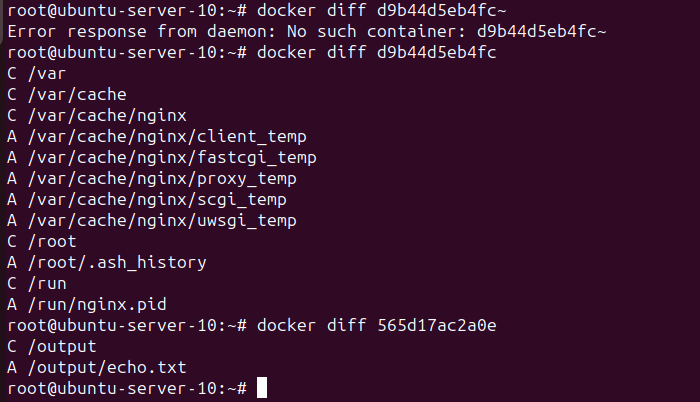 root@ubuntu-server-10:~# docker diff d9b44d5eb4fc~
Error response from daemon: No such container: d9b44d5eb4fc~
root@ubuntu-server-10:~# docker diff d9b44d5eb4fc
C /var
C /var/cache
C /var/cache/nginx
A /var/cache/nginx/client_temp
A /var/cache/nginx/fastcgi_temp
A /var/cache/nginx/proxy_temp
A /var/cache/nginx/scgi_temp
A /var/cache/nginx/uwsgi_temp
C /root
A /root/.ash_history
C /run
A /run/nginx.pid
root@ubuntu-server-10:~# docker diff 565d17ac2a0e
C /output
A /output/echo.txt
root@ubuntu-server-10:~#